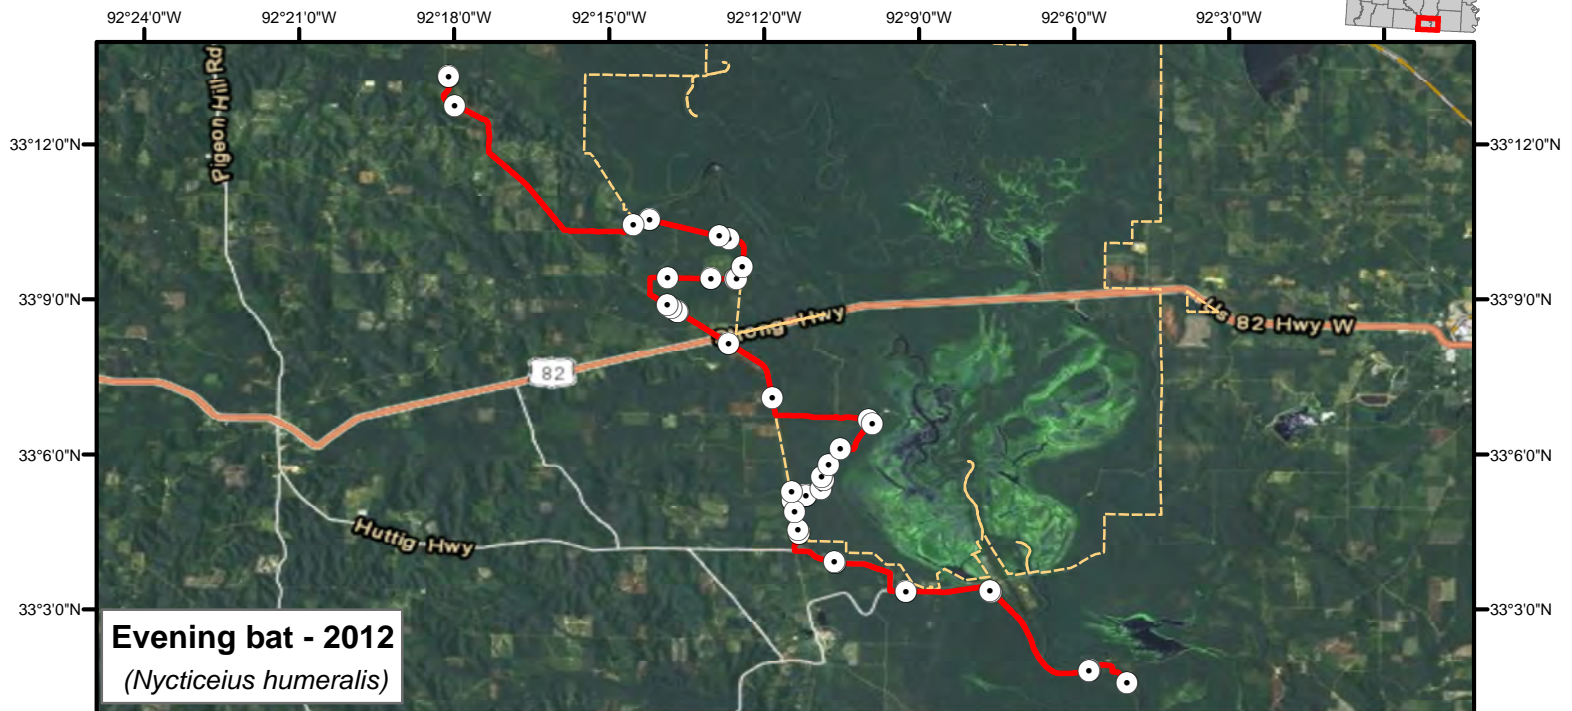 92°24'0"W 92°21'0"W 92°18'0"W 92°15'0"W 92°12'0"W 92°9'0"W 92°6'0"W 92°3'0"W
Pigeon Hill Rd
33°12'0"N 33°12'0"N
33°9'0"N 33°9'0"N
Strong Hwy
Us 82 Hwy W
82
33°6'0"N 33°6'0"N
Huttig Hwy
33°3'0"N 33°3'0"N
Evening bat - 2012
(Nycticeius humeralis)